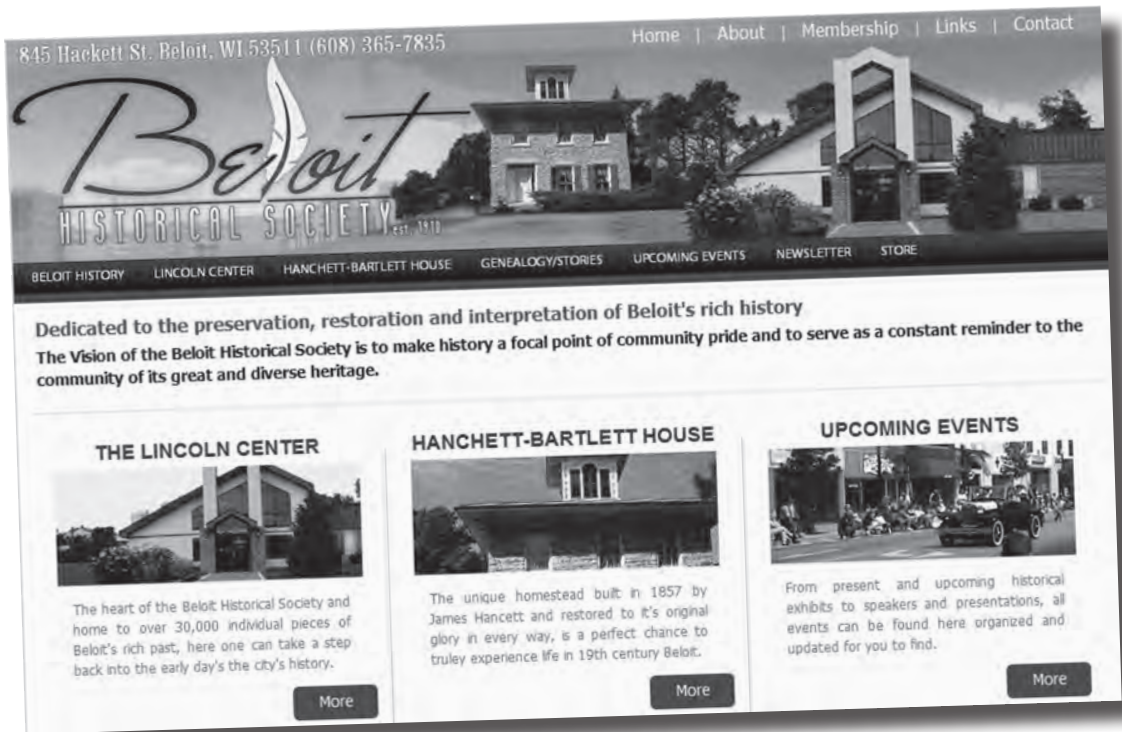 845 Hackett St. Beloit, WI 53511 (608) 365-7835
Home | About | Membership | Links | Contact
Beloit
HISTORICAL SOCIETY est. 1910
BELOIT HISTORY LINCOLN CENTER HANCHETT-BARTLETT HOUSE GENEALOGY/STORIES UPCOMING EVENTS NEWSLETTER STORE
Dedicated to the preservation, restoration and interpretation of Beloit's rich history
The Vision of the Beloit Historical Society is to make history a focal point of community pride and to serve as a constant reminder to the
community of its great and diverse heritage.
THE LINCOLN CENTER
The heart of the Beloit Historical Society and
home to over 30,000 individual pieces of
Beloit's rich past, here one can take a step
back into the early day's the city's history.
More
HANCHETT-BARTLETT HOUSE
The unique homestead built in 1857 by
James Hancett and restored to it's original
glory in every way, is a perfect chance to
truley experience life in 19th century Beloit.
More
UPCOMING EVENTS
From present and upcoming historical
exhibits to speakers and presentations, all
events can be found here organized and
updated for you to find.
More